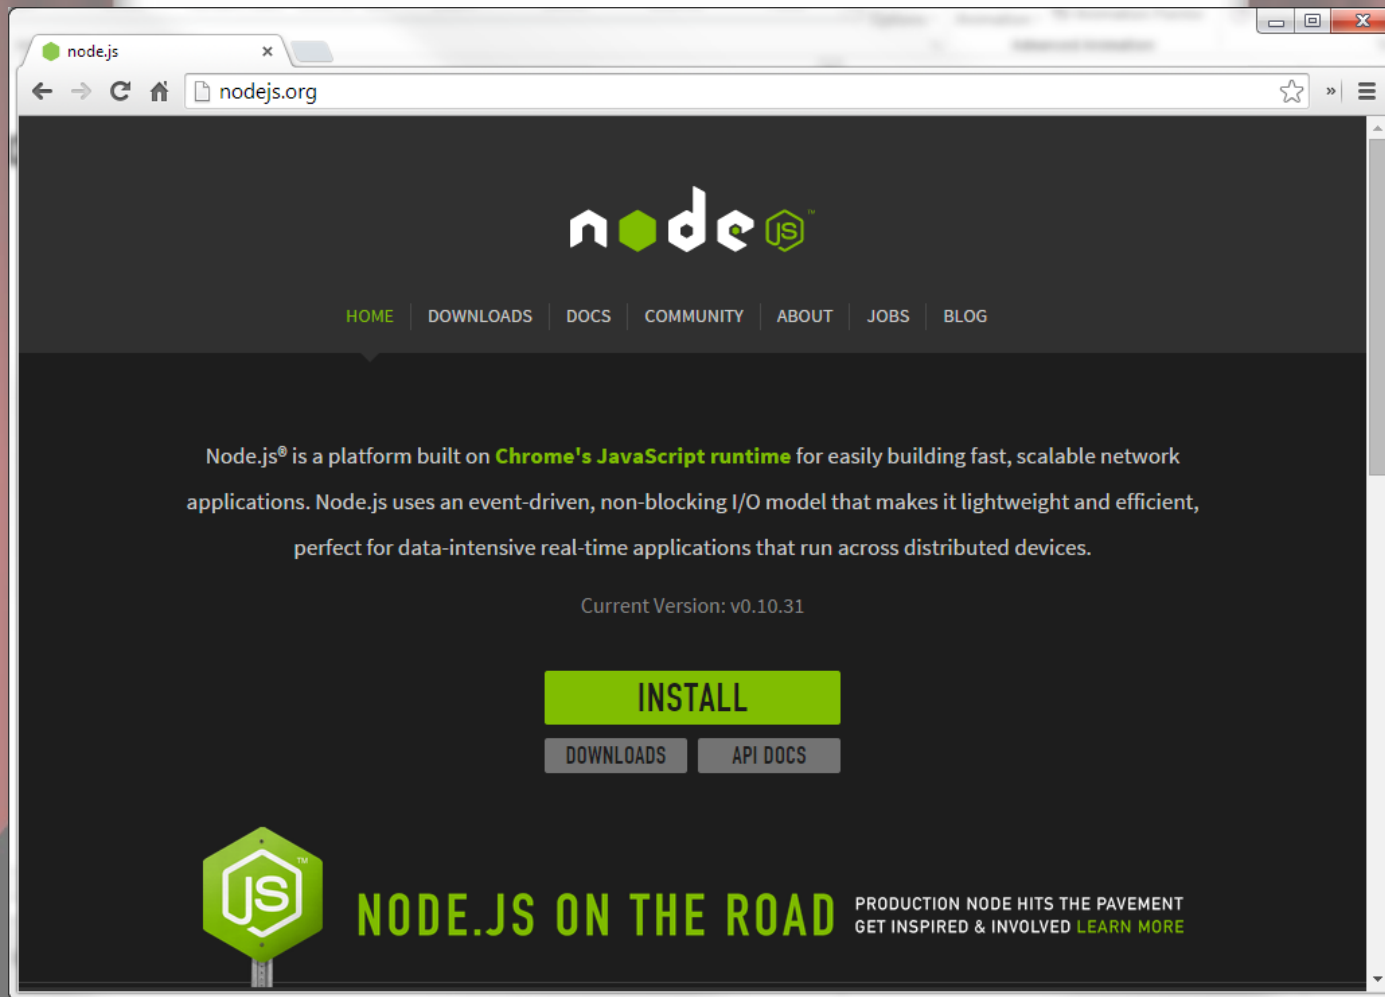 node.js
nodejs.org
node JS™
HOME DOWNLOADS DOCS COMMUNITY ABOUT JOBS BLOG
Node.js® is a platform built on Chrome's JavaScript runtime for easily building fast, scalable network
applications. Node.js uses an event-driven, non-blocking I/O model that makes it lightweight and efficient,
perfect for data-intensive real-time applications that run across distributed devices.
Current Version: v0.10.31
INSTALL
DOWNLOADS API DOCS
JS™
NODE.JS ON THE ROAD
PRODUCTION NODE HITS THE PAVEMENT
GET INSPIRED & INVOLVED LEARN MORE